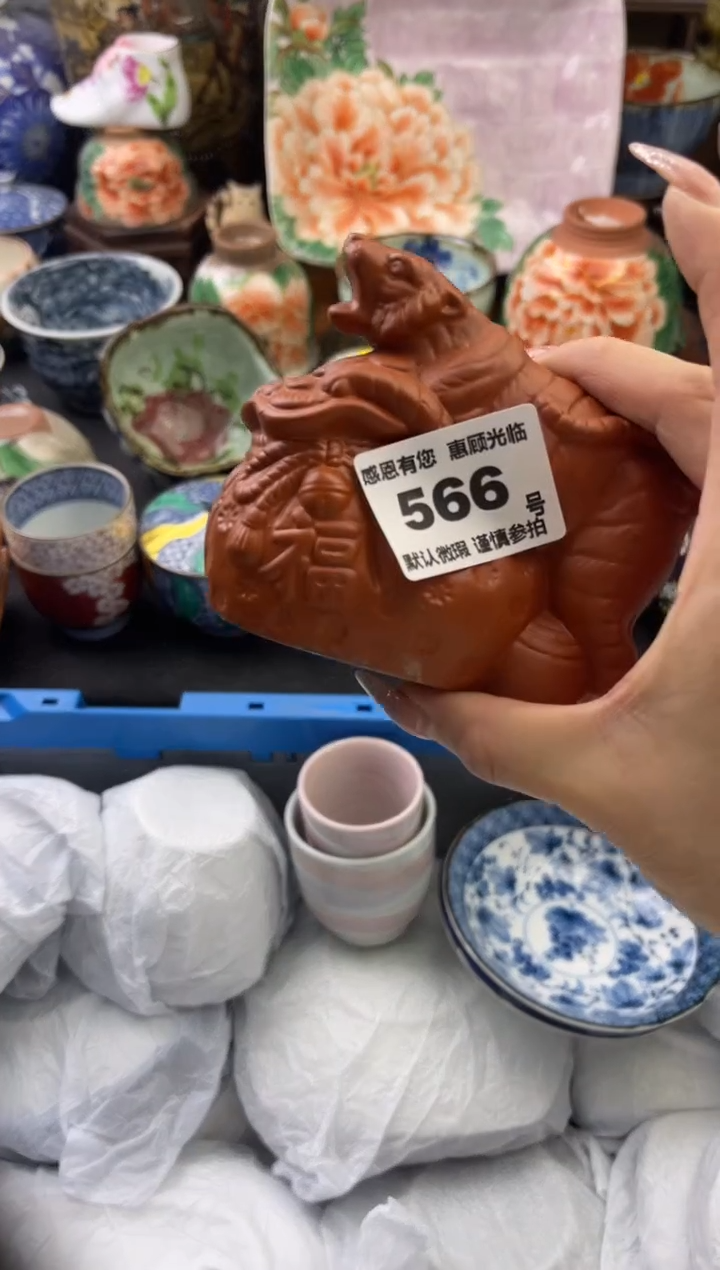 感恩有您 惠顾光临
566 号
默认微瑕 谨慎参拍
福